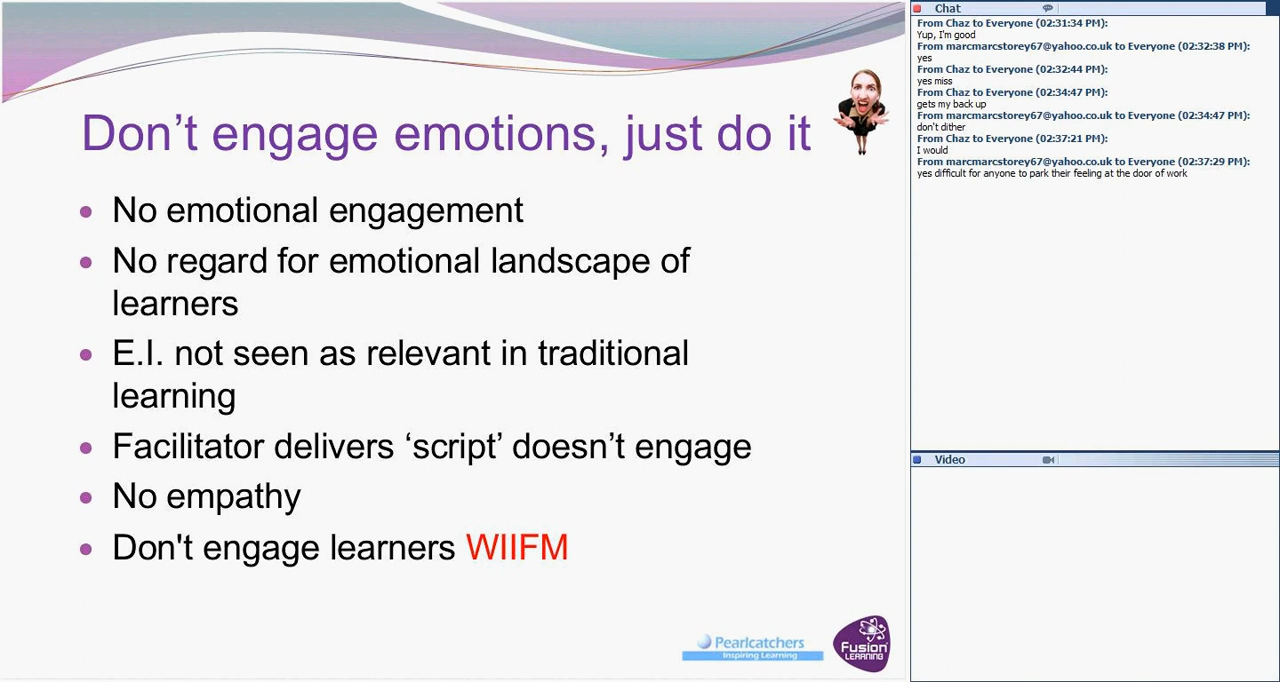 Don’t engage emotions, just do it
• No emotional engagement
• No regard for emotional landscape of
learners
• E.I. not seen as relevant in traditional
learning
• Facilitator delivers ‘script’ doesn’t engage
• No empathy
• Don't engage learners WIIFM
Pearlcatchers
Inspiring Learning
Fusion
LEARNING
Chat
From Chaz to Everyone (02:31:34 PM):
Yup, I'm good
From marcmarcstorey67@yahoo.co.uk to Everyone (02:32:38 PM):
yes
From Chaz to Everyone (02:32:44 PM):
yes miss
From Chaz to Everyone (02:34:47 PM):
gets my back up
From marcmarcstorey67@yahoo.co.uk to Everyone (02:34:47 PM):
don't dither
From Chaz to Everyone (02:37:21 PM):
I would
From marcmarcstorey67@yahoo.co.uk to Everyone (02:37:29 PM):
yes difficult for anyone to park their feeling at the door of work
Video